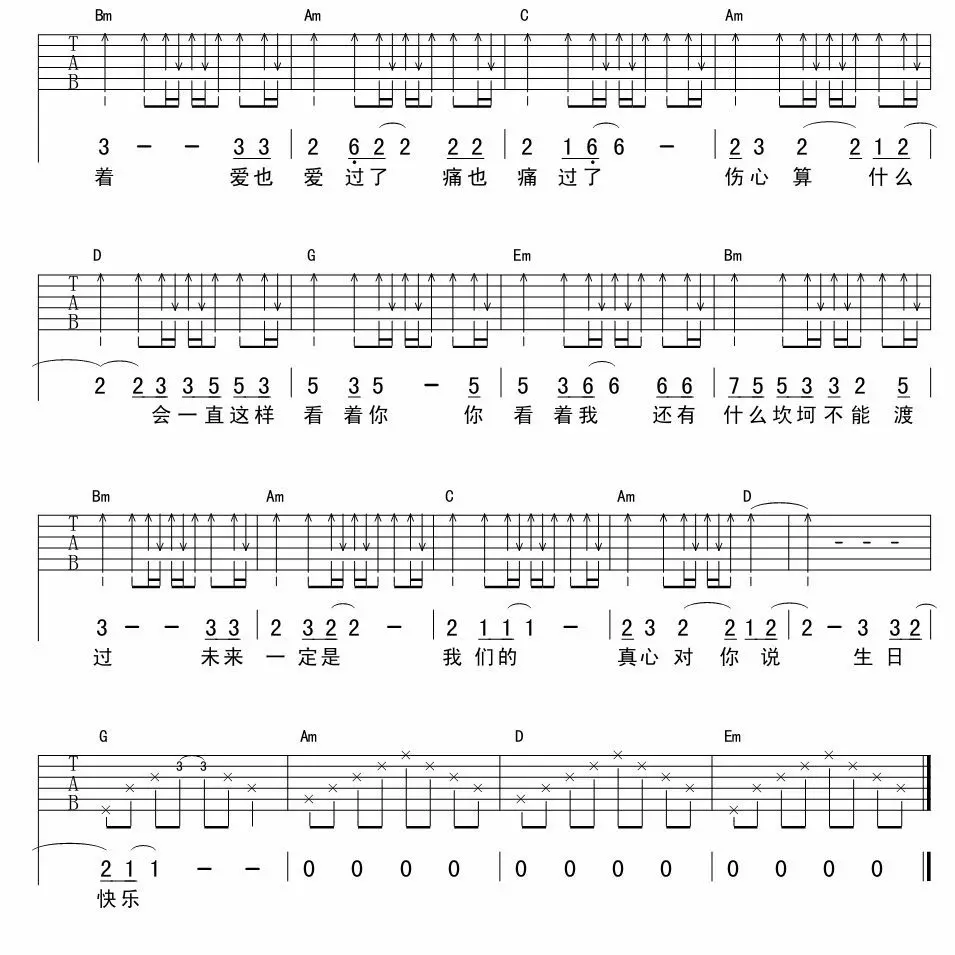 Bm Am C Am
T
A
B
3 - - 3 3 2 6 2 2 2 2 2 1 6 6 - 2 3 2 2 1 2
着 爱也 爱 过了 痛也 痛 过了 伤心 算 什么
D G Em Bm
T
A
B
2 2 3 3 5 5 3 5 3 5 - 5 5 3 6 6 6 6 7 5 5 3 3 2 5
会一直这样 看 着你 你 看 着我 还有 什么坎坷不能 渡
Bm Am C Am D
T
A
B
- - -
3 - - 3 3 2 3 2 2 - 2 1 1 1 - 2 3 2 2 1 2 2 - 3 3 2
过 未来 一 定是 我 们的 真心 对 你 说 生 日
G Am D Em
T
A
B
3 3
2 1 1 - - 0 0 0 0 0 0 0 0 0 0 0 0
快乐